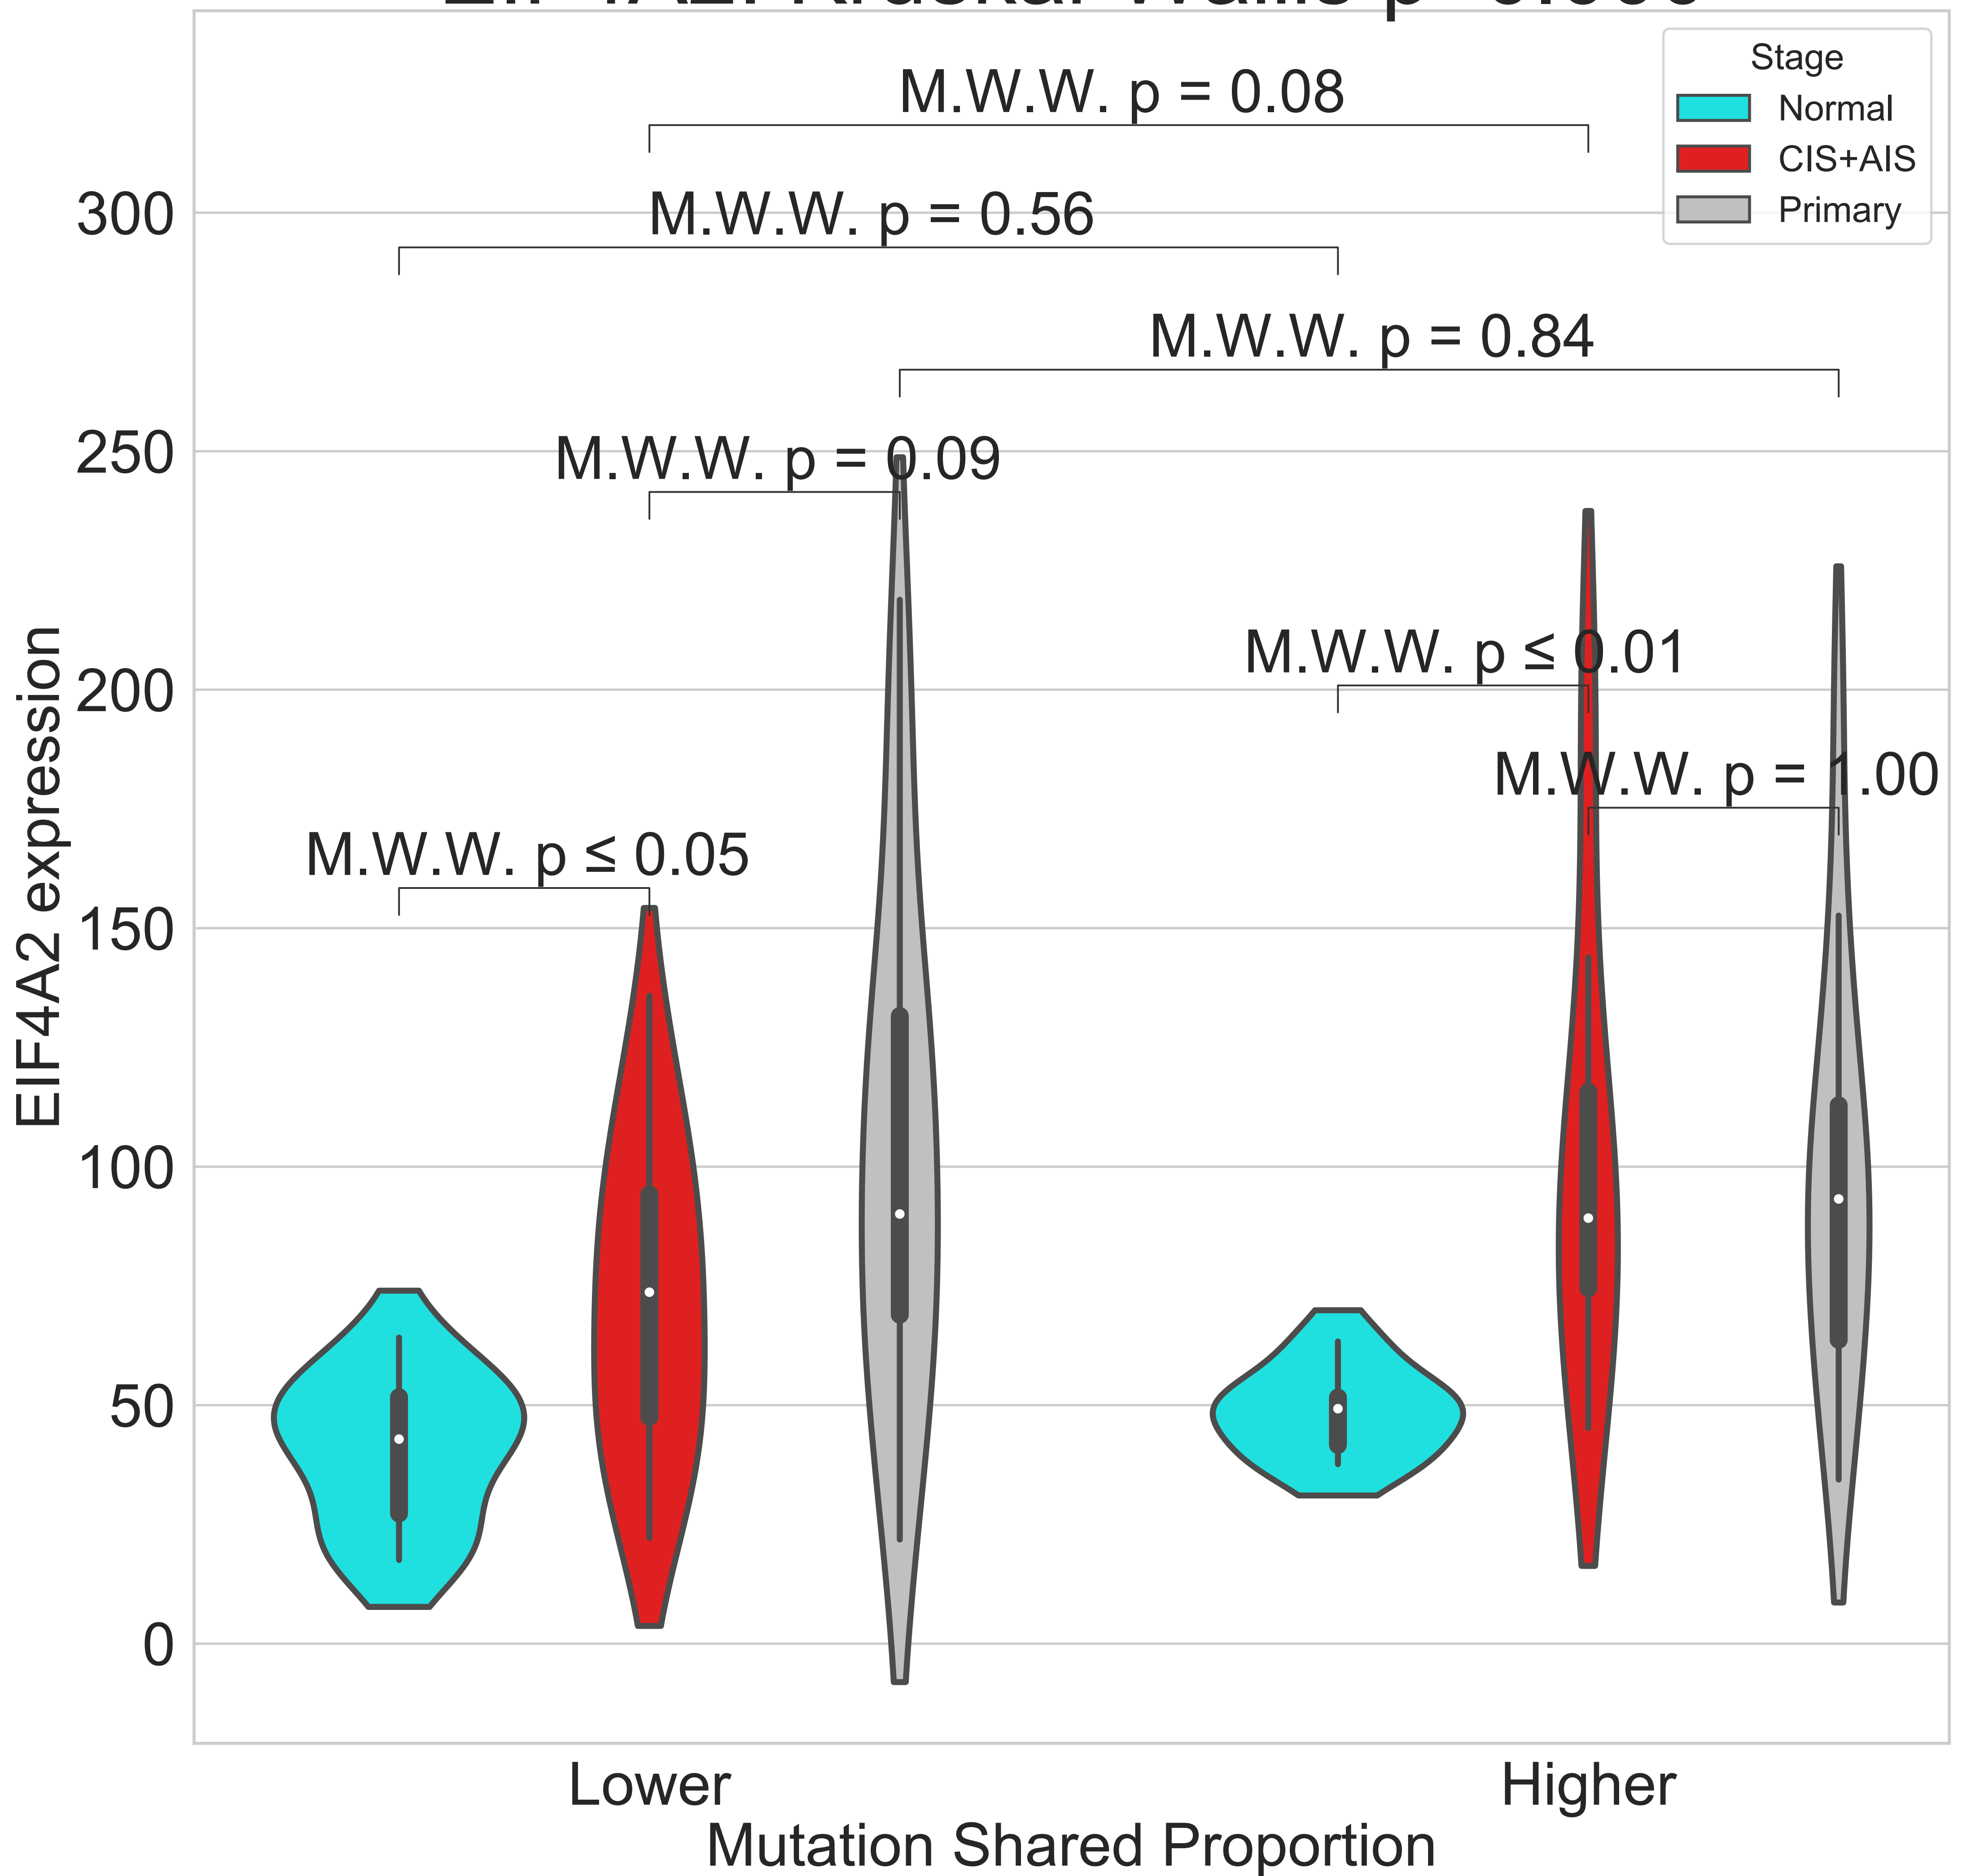 M.W.W. p = 0.08
Stage
Normal
CIS+AIS
Primary
M.W.W. p = 0.56
M.W.W. p = 0.84
M.W.W. p = 0.09
M.W.W. p ≤ 0.01
M.W.W. p = 1.00
M.W.W. p ≤ 0.05
300
250
200
150
100
50
0
EIF4A2 expression
Lower
Higher
Mutation Shared Proportion